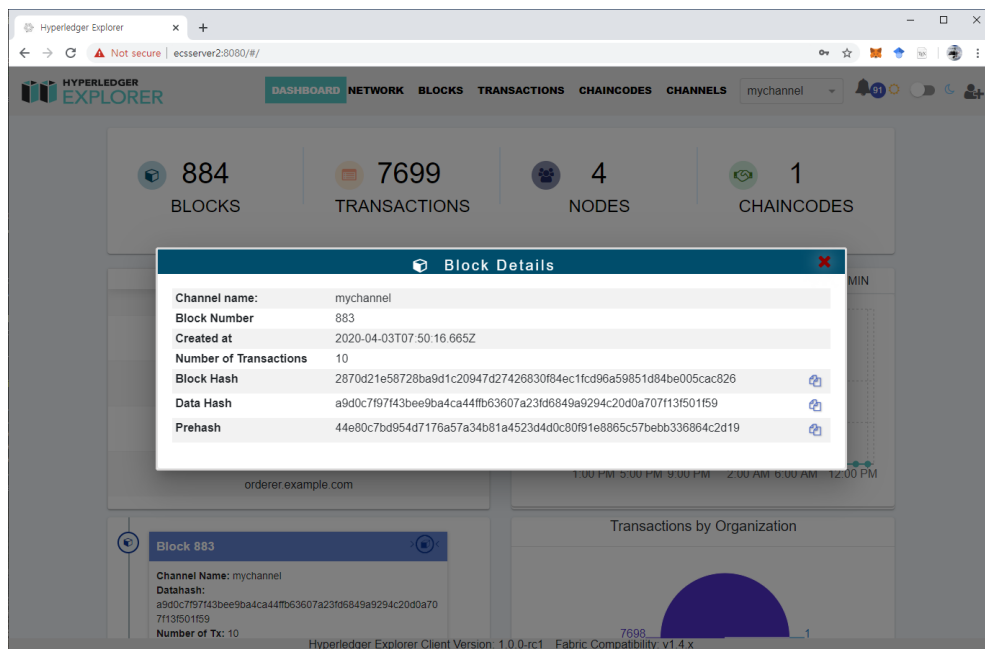 Hyperledger Explorer
Not secure | ecsserver2:8080/#/
HYPERLEDGER
EXPLORER
DASHBOARD NETWORK BLOCKS TRANSACTIONS CHAINCODES CHANNELS mychannel 91
884
BLOCKS
7699
TRANSACTIONS
4
NODES
1
CHAINCODES
Block Details
MIN
Channel name: mychannel
Block Number 883
Created at 2020-04-03T07:50:16.665Z
Number of Transactions 10
Block Hash 2870d21e58728ba9d1c20947d27426830f84ec1fcd96a59851d84be005cac826
Data Hash a9d0c7f97f43bee9ba4ca44ffb63607a23fd6849a9294c20d0a707f13f501f59
Prehash 44e80c7bd954d7176a57a34b81a4523d4d0c80f91e8865c57bebb336864c2d19
orderer.example.com
1:00 PM 5:00 PM 9:00 PM 2:00 AM 6:00 AM 12:00 PM
Block 883
Channel Name: mychannel
Datahash:
a9d0c7f97f43bee9ba4ca44ffb63607a23fd6849a9294c20d0a70
7f13f501f59
Number of Tx: 10
Transactions by Organization
7698
1
Hyperledger Explorer Client Version: 1.0.0-rc1 Fabric Compatibility: v1.4.x